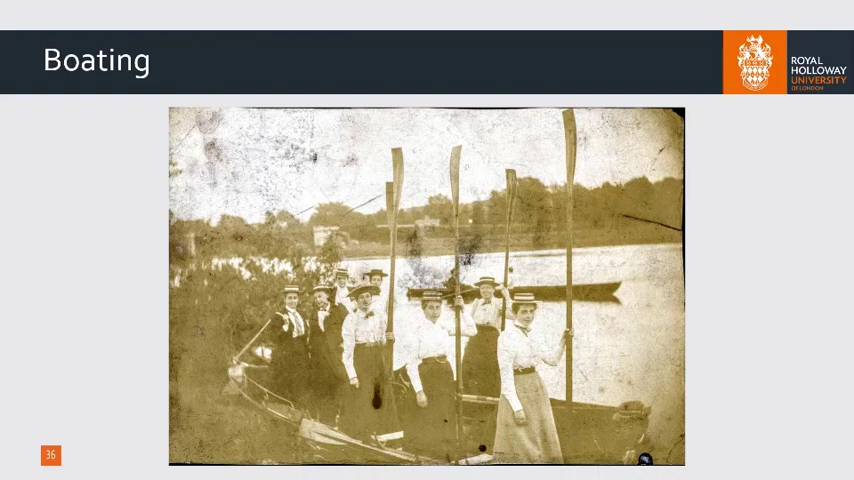 Boating
ROYAL
HOLLOWAY
UNIVERSITY
OF LONDON
36